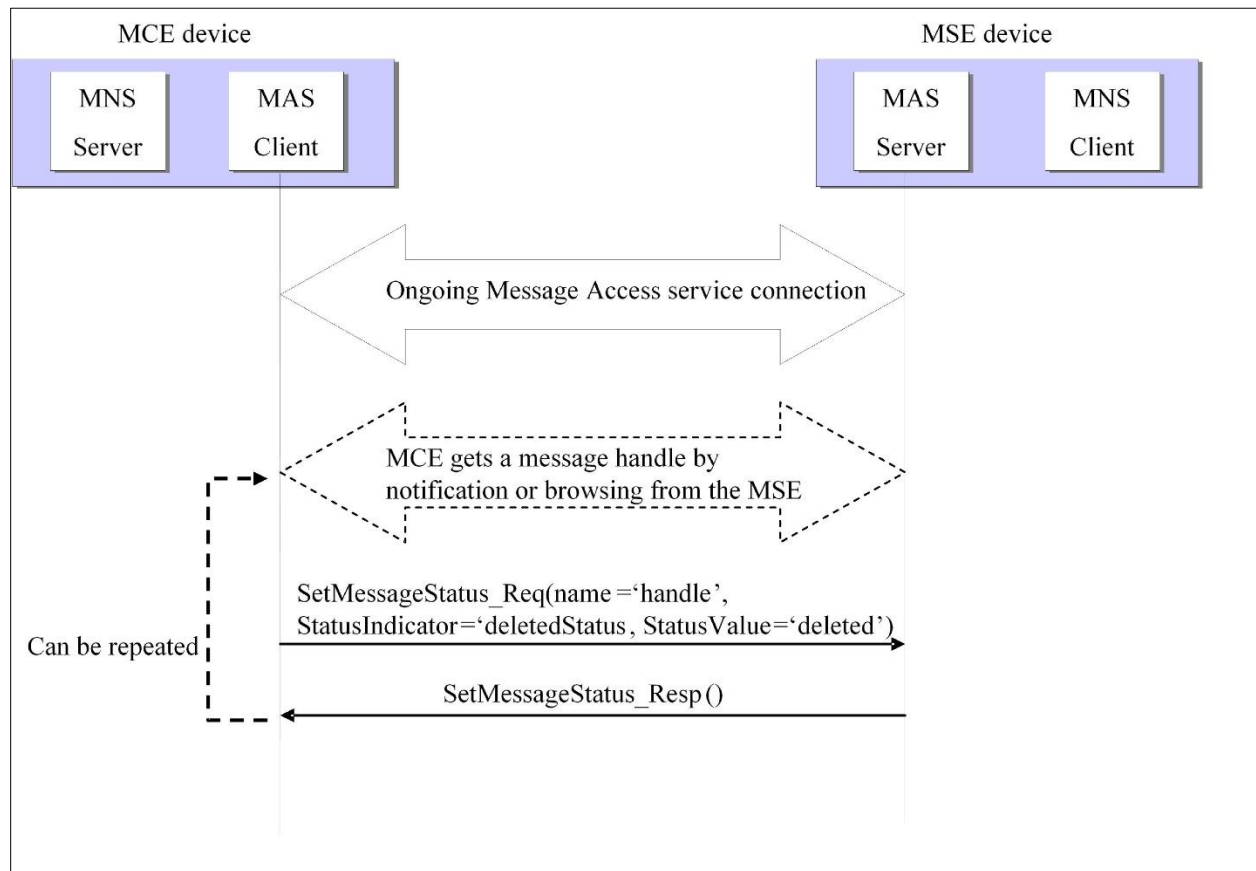 MCE device
MSE device
MNS
Server
MAS
Client
MAS
Server
MNS
Client
Ongoing Message Access service connection
MCE gets a message handle by
notification or browsing from the MSE
SetMessageStatus_Req(name=‘handle’,
StatusIndicator=‘deletedStatus, StatusValue=‘deleted’)
Can be repeated
SetMessageStatus_Resp()